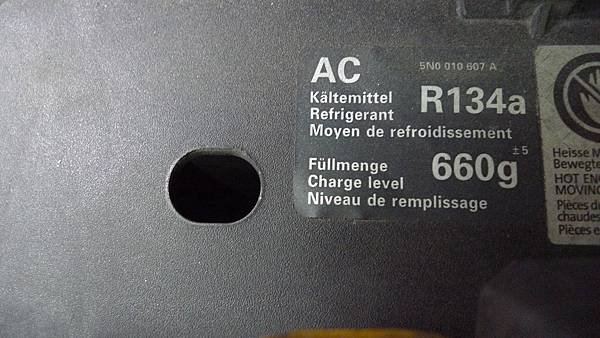 AC 5N0 010 607 A
Kältemittel R134a
Refrigerant
Moyen de refroidissement
Füllmenge 660g ±5
Charge level
Niveau de remplissage
Heisse M
Bewegte
HOT EN
MOVING
Pièces d
chaudes
Pièces e